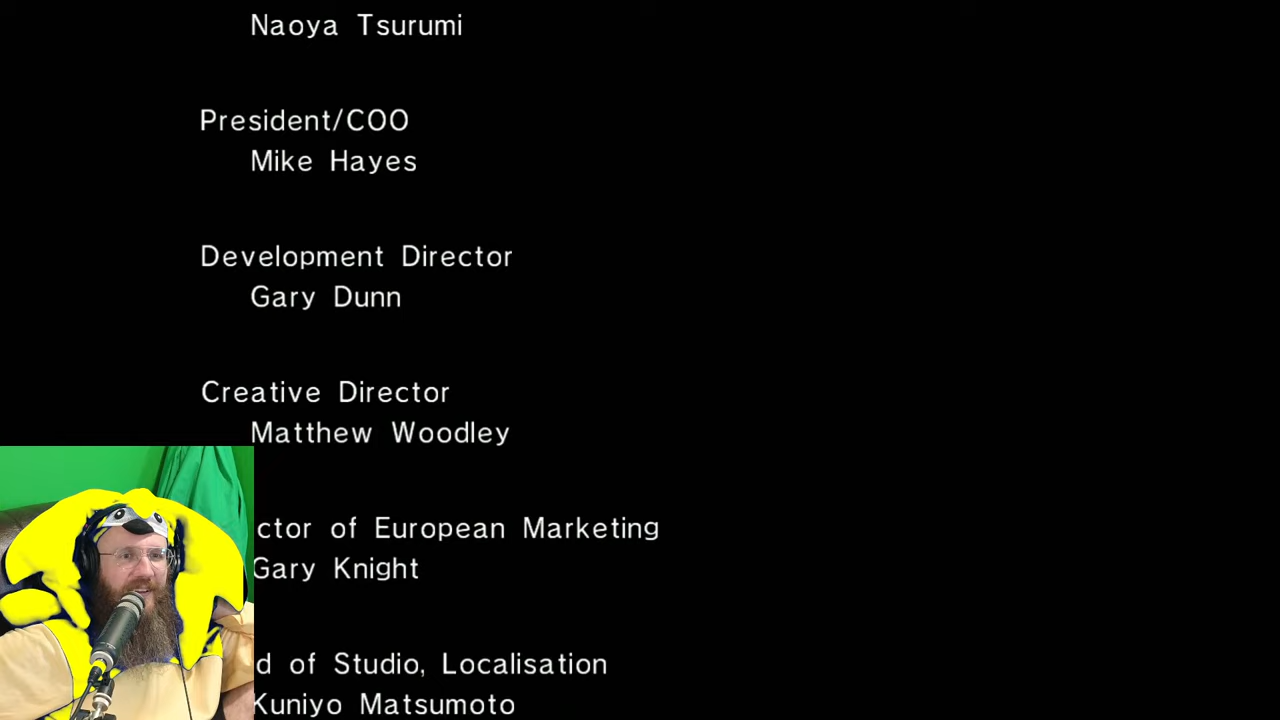 Naoya Tsurumi
President/COO
Mike Hayes
Development Director
Gary Dunn
Creative Director
Matthew Woodley
ctor of European Marketing
Gary Knight
d of Studio, Localisation
Kuniyo Matsumoto